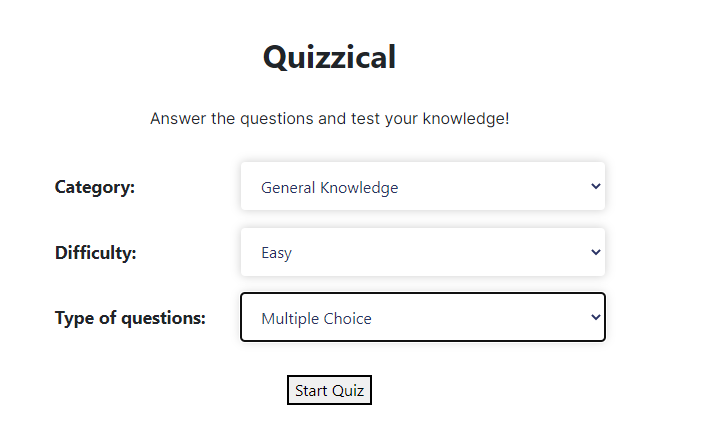 Quizzical
Answer the questions and test your knowledge!
Category: General Knowledge
Difficulty: Easy
Type of questions: Multiple Choice
Start Quiz